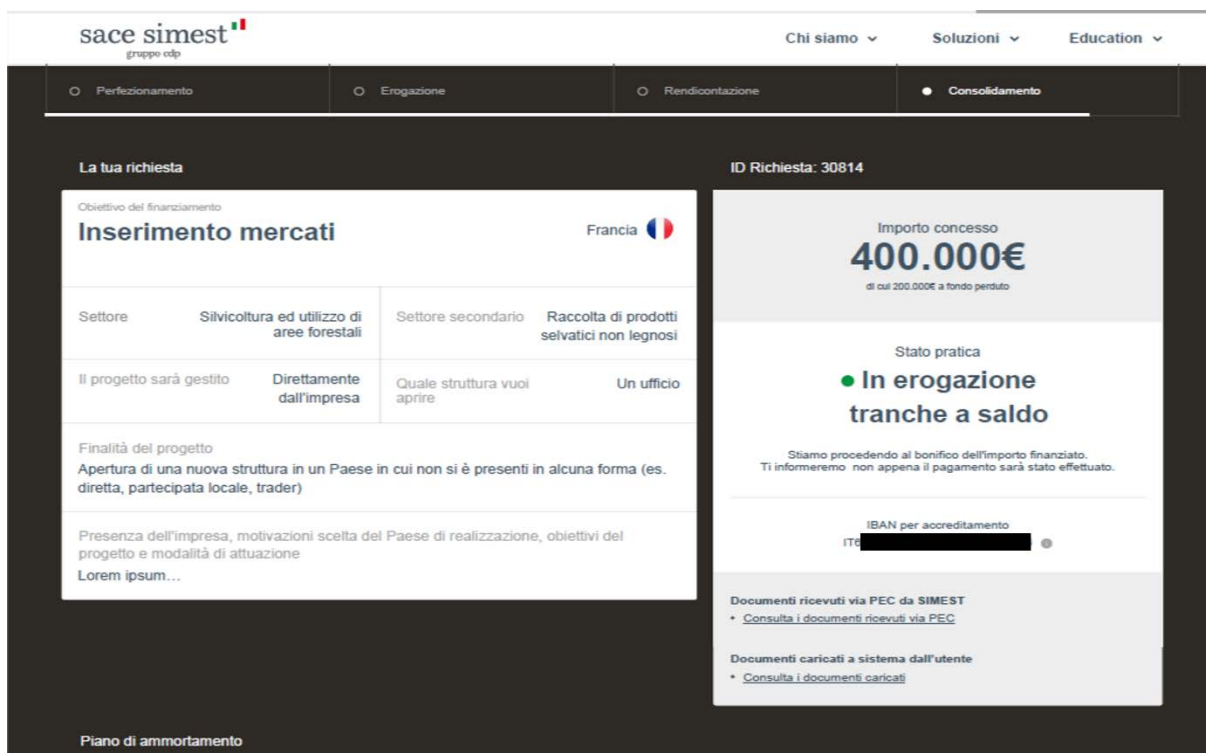 sace simest
gruppo cdp
Chi siamo
Soluzioni
Education
Perfezionamento
Erogazione
Rendicontazione
Consolidamento
La tua richiesta
ID Richiesta: 30814
Obiettivo del finanziamento
Inserimento mercati
Francia
Settore
Silvicoltura ed utilizzo di
aree forestali
Settore secondario
Raccolta di prodotti
selvatici non legnosi
Il progetto sarà gestito
Direttamente
dall'impresa
Quale struttura vuoi
aprire
Un ufficio
Finalità del progetto
Apertura di una nuova struttura in un Paese in cui non si è presenti in alcuna forma (es.
diretta, partecipata locale, trader)
Presenza dell'impresa, motivazioni scelta del Paese di realizzazione, obiettivi del
progetto e modalità di attuazione
Lorem ipsum…
Importo concesso
400.000€
di cui 200.000€ a fondo perduto
Stato pratica
In erogazione
tranche a saldo
Stiamo procedendo al bonifico dell'importo finanziato.
Ti informeremo non appena il pagamento sarà stato effettuato.
IBAN per accreditamento
IT6
Documenti ricevuti via PEC da SIMEST
• Consulta i documenti ricevuti via PEC
Documenti caricati a sistema dall'utente
• Consulta i documenti caricati
Piano di ammortamento